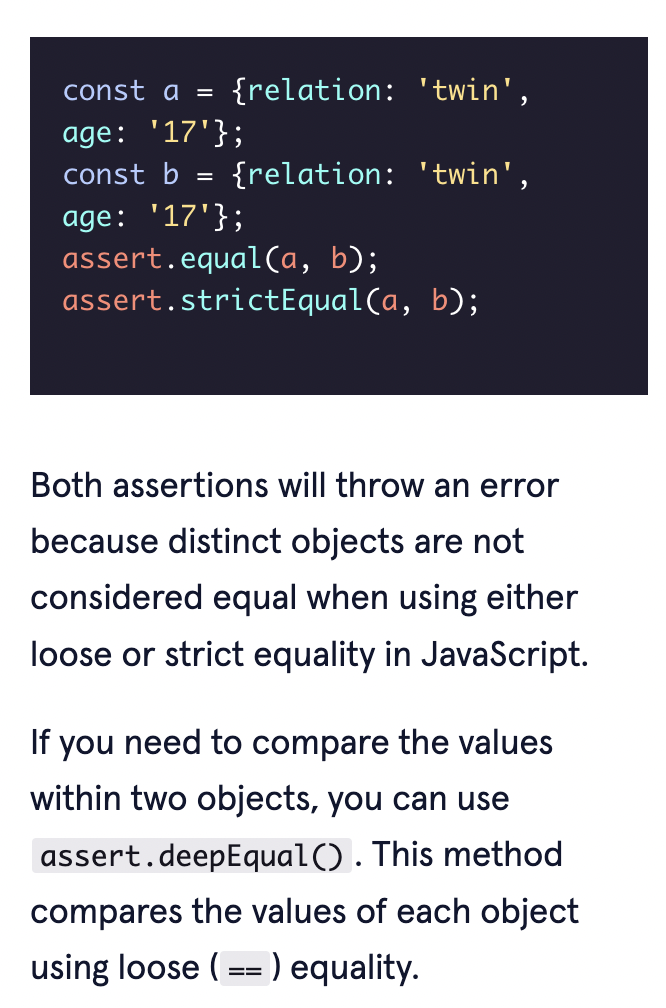 const a = {relation: 'twin',
age: '17'};
const b = {relation: 'twin',
age: '17'};
assert.equal(a, b);
assert.strictEqual(a, b);
Both assertions will throw an error
because distinct objects are not
considered equal when using either
loose or strict equality in JavaScript.
If you need to compare the values
within two objects, you can use
assert.deepEqual() . This method
compares the values of each object
using loose ( == ) equality.